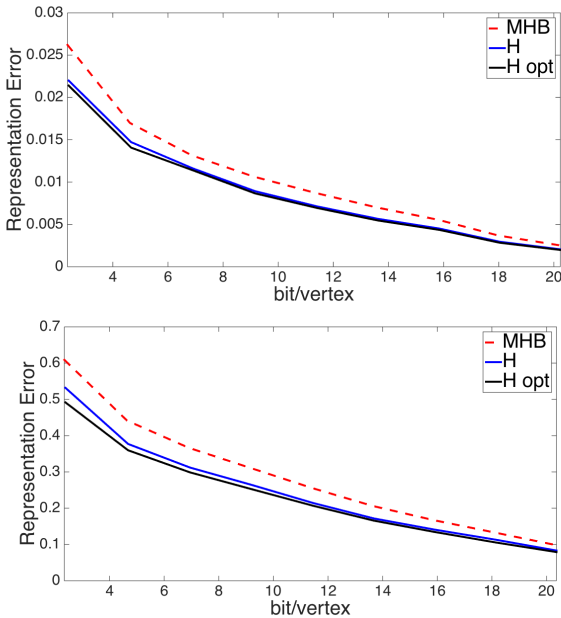 0.03
0.025
0.02
0.015
0.01
0.005
0
Representation Error
MHB
H
H opt
4 6 8 10 12 14 16 18 20
bit/vertex
0.7
0.6
0.5
0.4
0.3
0.2
0.1
0
Representation Error
MHB
H
H opt
4 6 8 10 12 14 16 18 20
bit/vertex